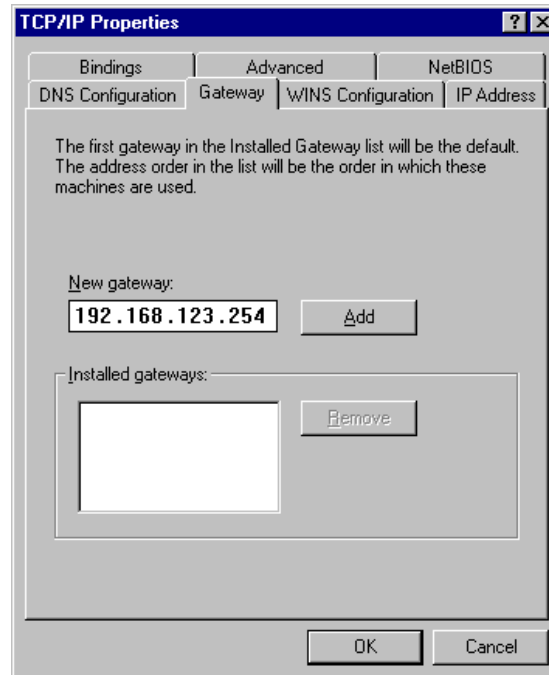 TCP/IP Properties
Bindings
Advanced
NetBIOS
DNS Configuration
Gateway
WINS Configuration
IP Address
The first gateway in the Installed Gateway list will be the default.
The address order in the list will be the order in which these
machines are used.
New gateway:
192.168.123.254
Add
Installed gateways:
Remove
OK
Cancel